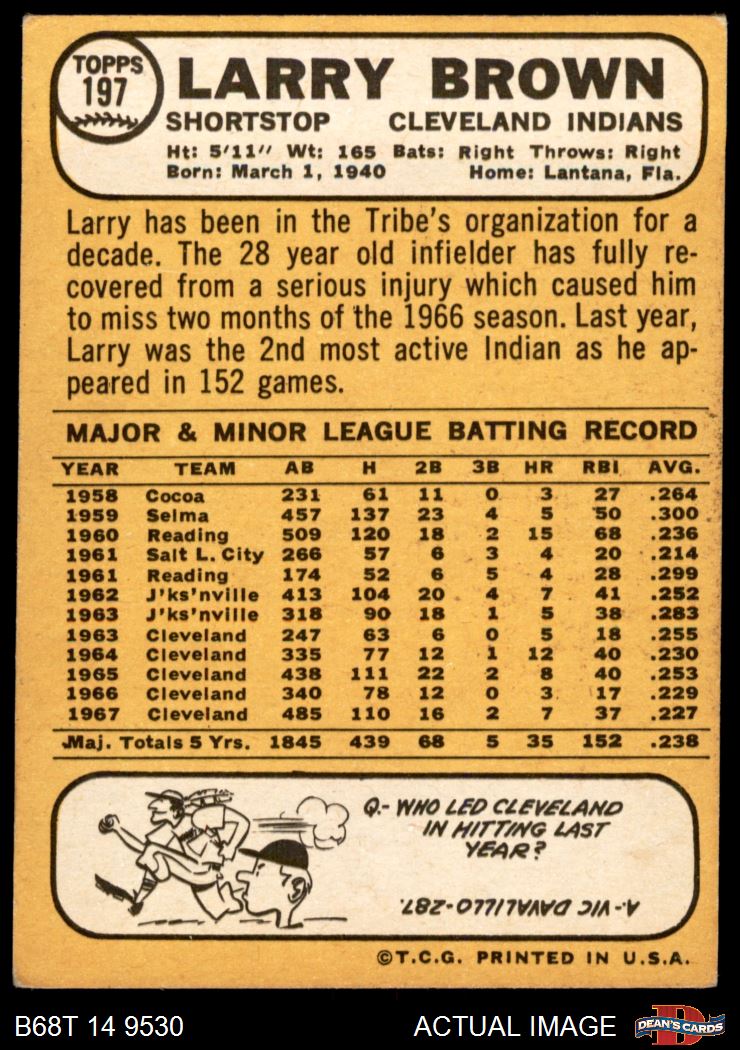 TOPPS
197
LARRY BROWN
SHORTSTOP CLEVELAND INDIANS
Ht: 5'11" Wt: 165 Bats: Right Throws: Right
Born: March 1, 1940 Home: Lantana, Fla.
Larry has been in the Tribe's organization for a
decade. The 28 year old infielder has fully re-
covered from a serious injury which caused him
to miss two months of the 1966 season. Last year,
Larry was the 2nd most active Indian as he ap-
peared in 152 games.
MAJOR & MINOR LEAGUE BATTING RECORD
YEAR TEAM AB H 2B 3B HR RBI AVG.
1958 Cocoa 231 61 11 0 3 27 .264
1959 Selma 457 137 23 4 5 50 .300
1960 Reading 509 120 18 2 15 68 .236
1961 Salt L. City 266 57 6 3 4 20 .214
1961 Reading 174 52 6 5 4 28 .299
1962 J'ks'nville 413 104 20 4 7 41 .252
1963 J'ks'nville 318 90 18 1 5 38 .283
1963 Cleveland 247 63 6 0 5 18 .255
1964 Cleveland 335 77 12 1 12 40 .230
1965 Cleveland 438 111 22 2 8 40 .253
1966 Cleveland 340 78 12 0 3 17 .229
1967 Cleveland 485 110 16 2 7 37 .227
Maj. Totals 5 Yrs. 1845 439 68 5 35 152 .238
Q.- WHO LED CLEVELAND
IN HITTING LAST
YEAR?
A.- VIC DAVALILLO-287.
©T.C.G. PRINTED IN U.S.A.
B68T 14 9530 ACTUAL IMAGE
D
DEAN'S CARDS